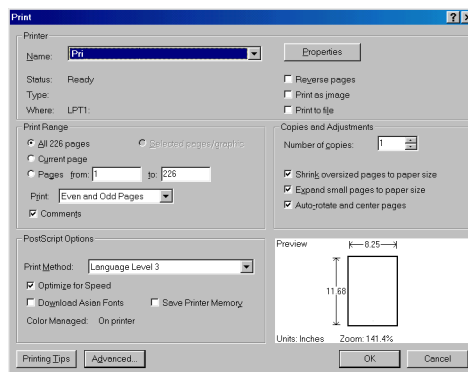 Print
Printer
Name: Pri
Properties
Status: Ready
Type:
Where: LPT1:
Reverse pages
Print as image
Print to file
Print Range
All 226 pages
Selected pages/graphic
Current page
Pages from: 1 to: 226
Print: Even and Odd Pages
Comments
Copies and Adjustments
Number of copies: 1
Shrink oversized pages to paper size
Expand small pages to paper size
Auto-rotate and center pages
PostScript Options
Print Method: Language Level 3
Optimize for Speed
Download Asian Fonts
Save Printer Memory
Color Managed: On printer
Preview
8.25
11.68
Units: Inches Zoom: 141.4%
Printing Tips
Advanced...
OK
Cancel